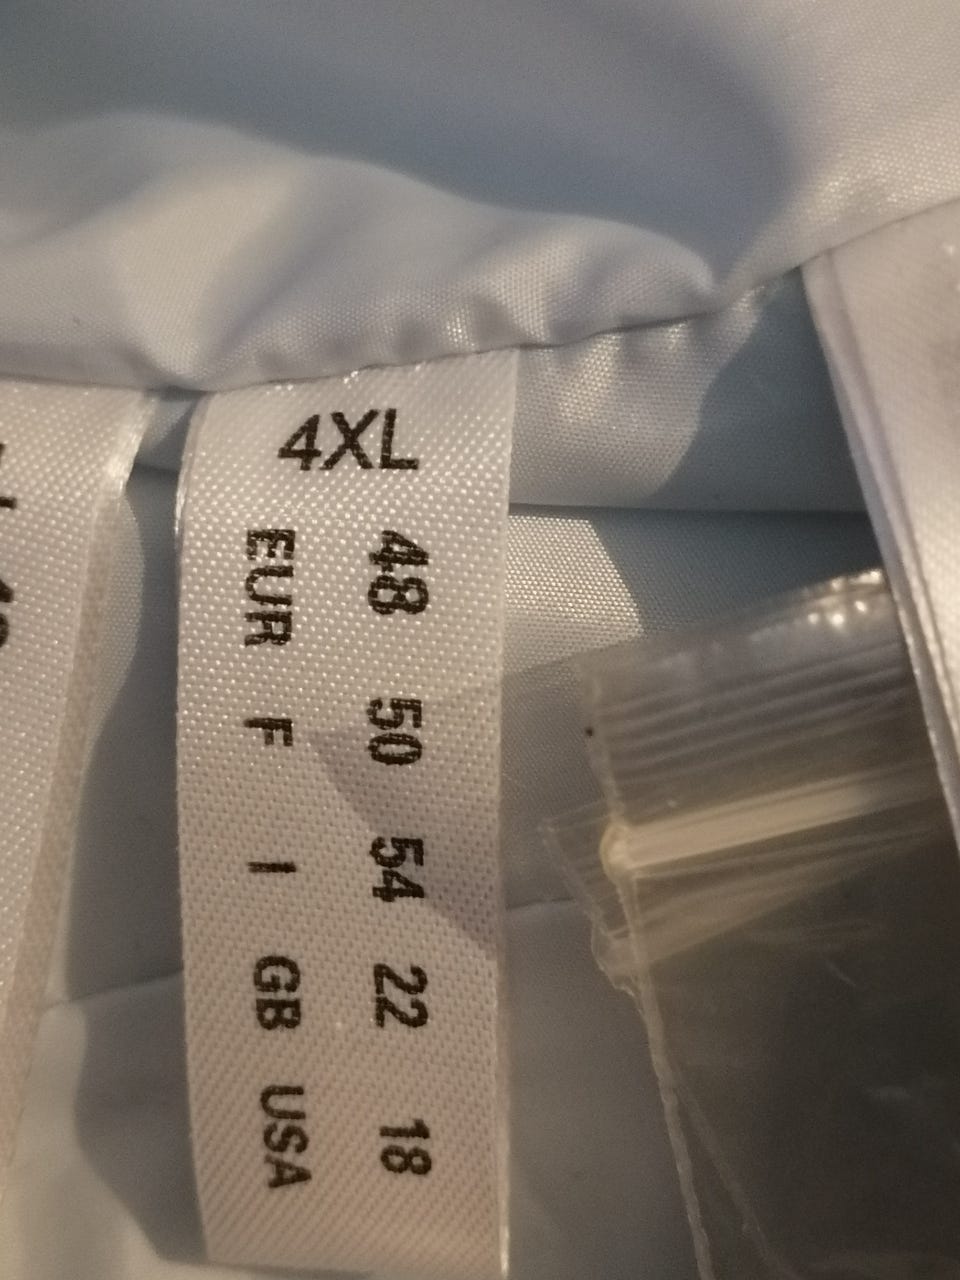 4XL
48 50 54 22 18
EUR F I GB USA